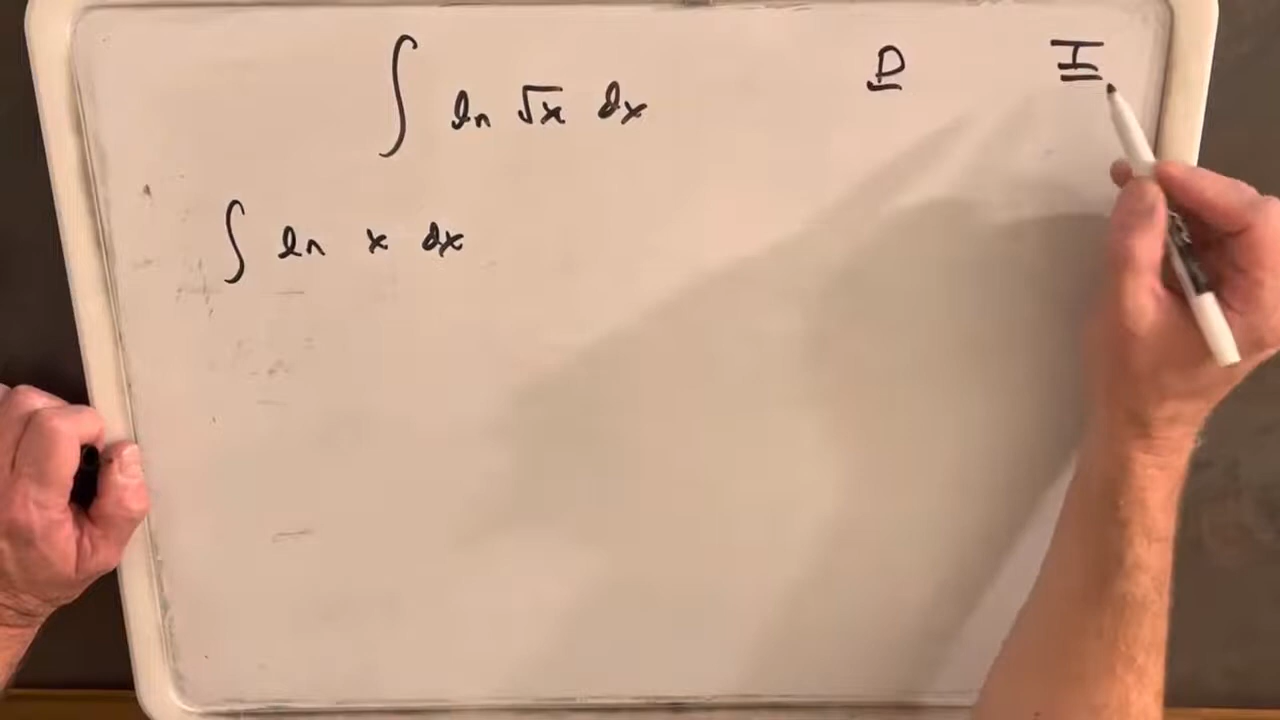 ∫ ln √x dx D I
∫ ln x dx